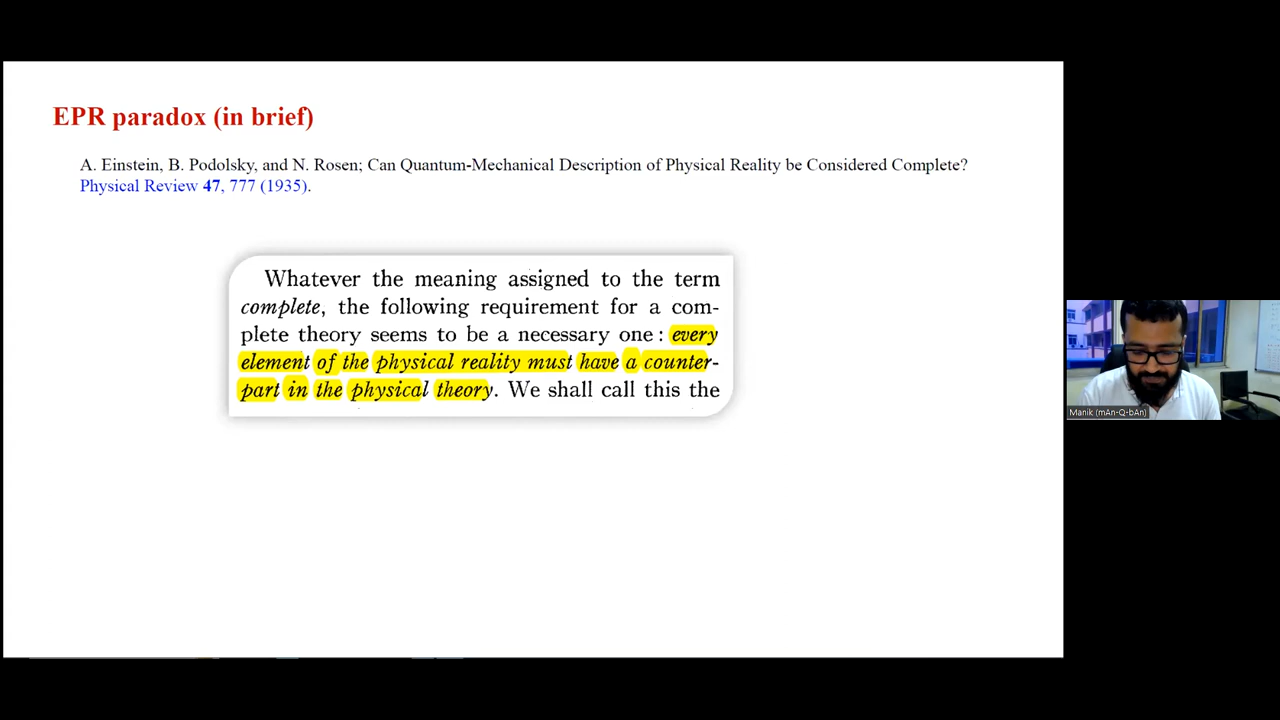 EPR paradox (in brief)
A. Einstein, B. Podolsky, and N. Rosen; Can Quantum-Mechanical Description of Physical Reality be Considered Complete?
Physical Review 47, 777 (1935).
Whatever the meaning assigned to the term
complete, the following requirement for a com-
plete theory seems to be a necessary one: every
element of the physical reality must have a counter-
part in the physical theory. We shall call this the
Manik (mAn-Q-bAn)